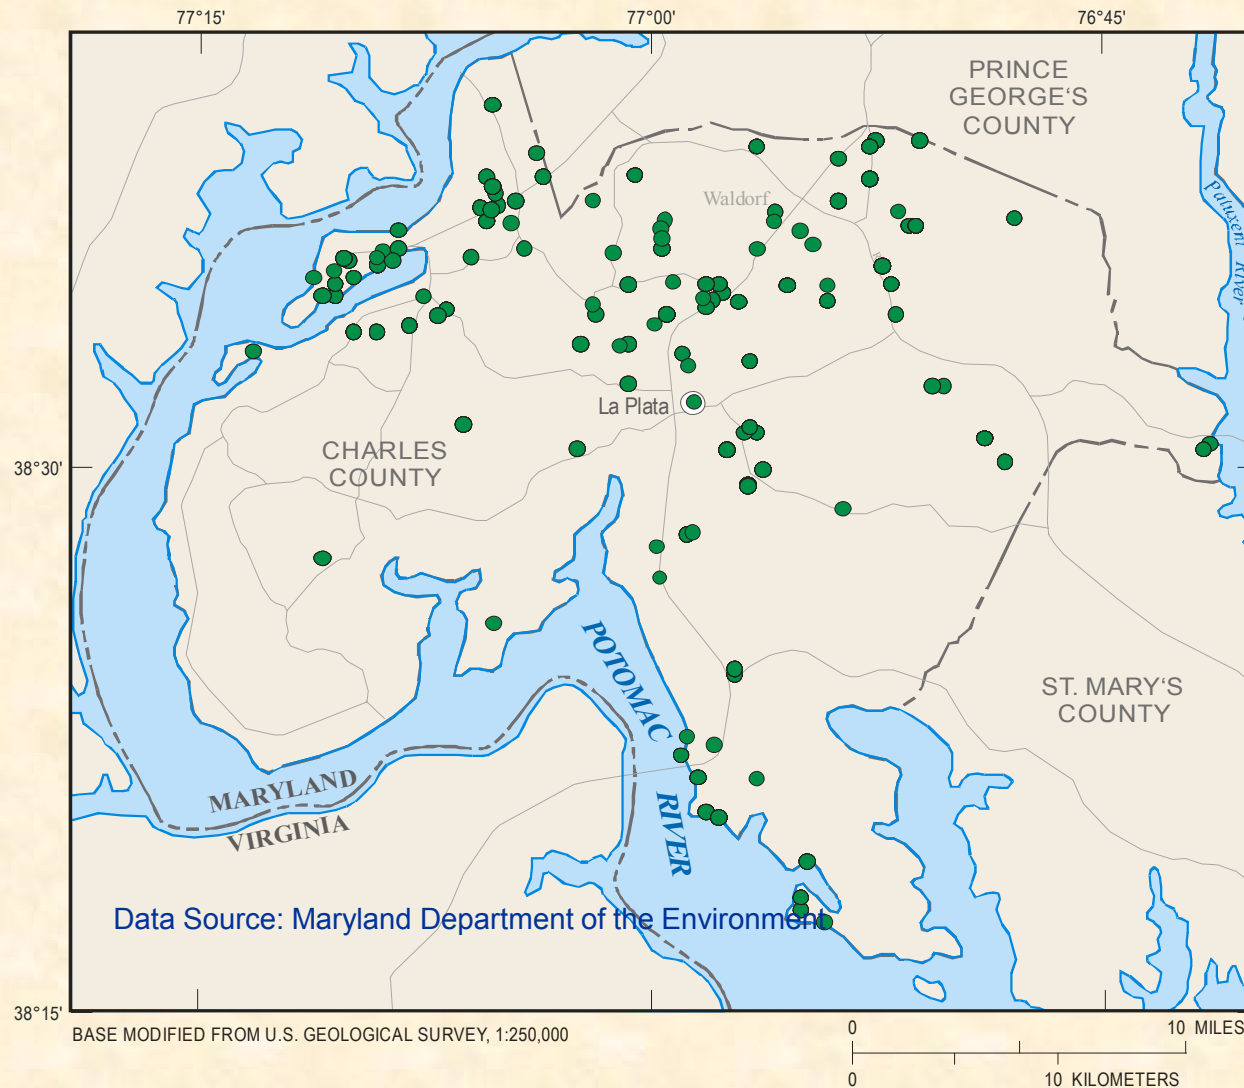 77°15'
77°00'
76°45'
PRINCE
GEORGE'S
COUNTY
Waldorf
Patuxent River
La Plata
CHARLES
COUNTY
38°30'
POTOMAC
RIVER
ST. MARY'S
COUNTY
MARYLAND
VIRGINIA
Data Source: Maryland Department of the Environment
38°15'
BASE MODIFIED FROM U.S. GEOLOGICAL SURVEY, 1:250,000
0 10 MILES
0 10 KILOMETERS